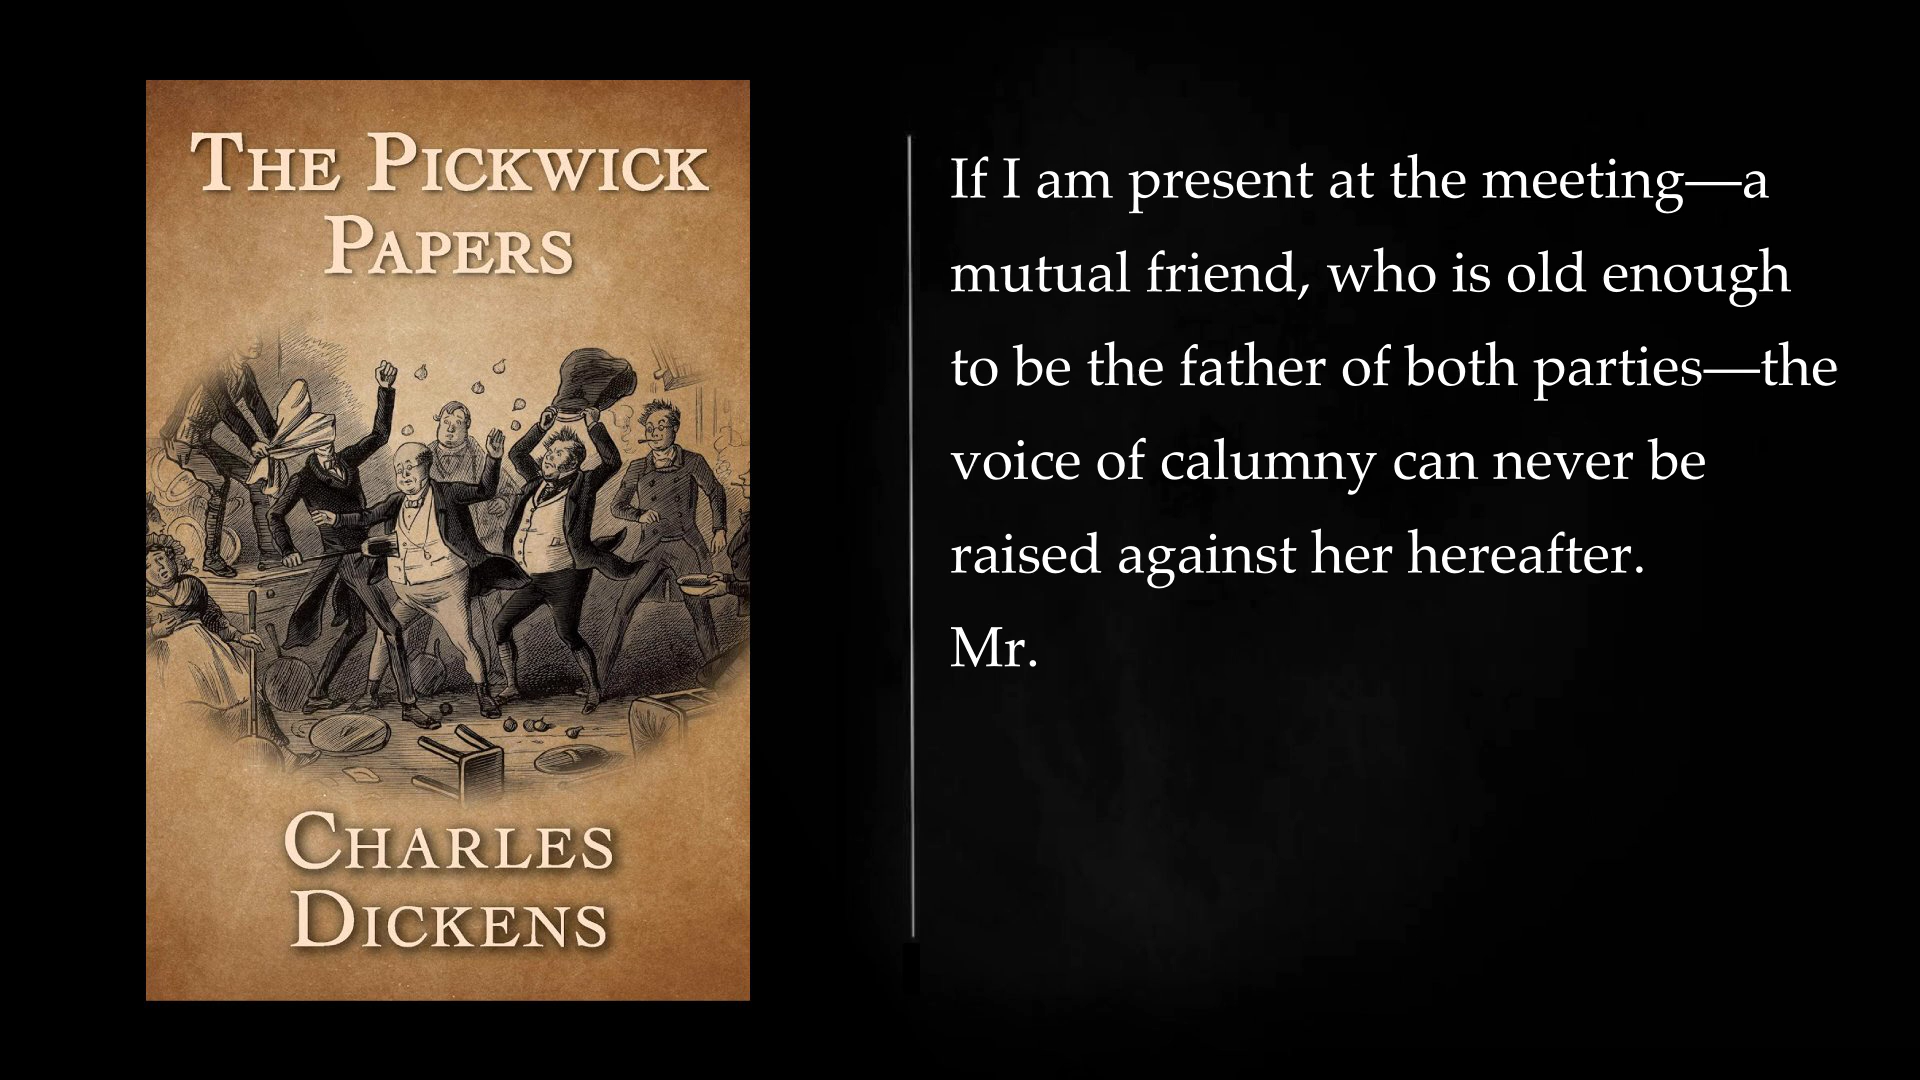 THE PICKWICK
PAPERS
CHARLES
DICKENS
If I am present at the meeting—a
mutual friend, who is old enough
to be the father of both parties—the
voice of calumny can never be
raised against her hereafter.
Mr.